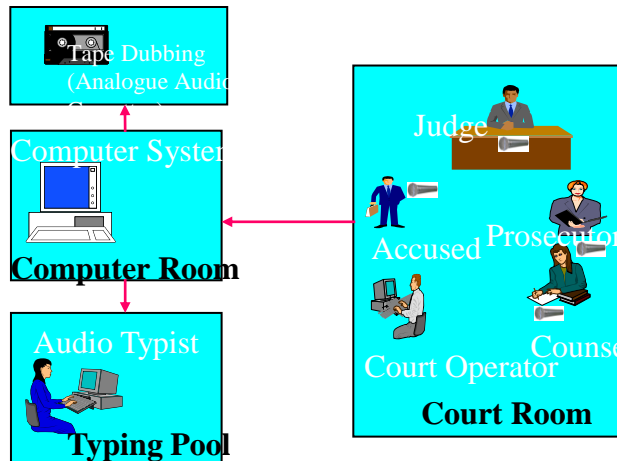 Tape Dubbing
(Analogue Audio
Computer System
Computer Room
Audio Typist
Typing Pool
Judge
Accused
Prosecutor
Counse
Court Operator
Court Room